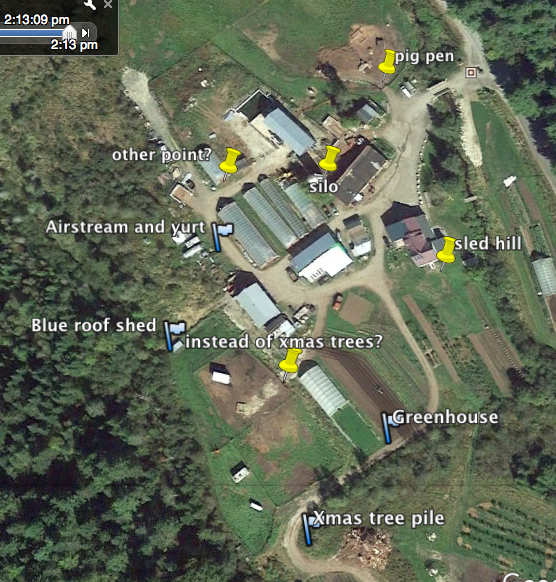 2:13:09 pm
2:13 pm
pig pen
other point?
silo
Airstream and yurt
sled hill
Blue roof shed
instead of xmas trees?
Greenhouse
Xmas tree pile